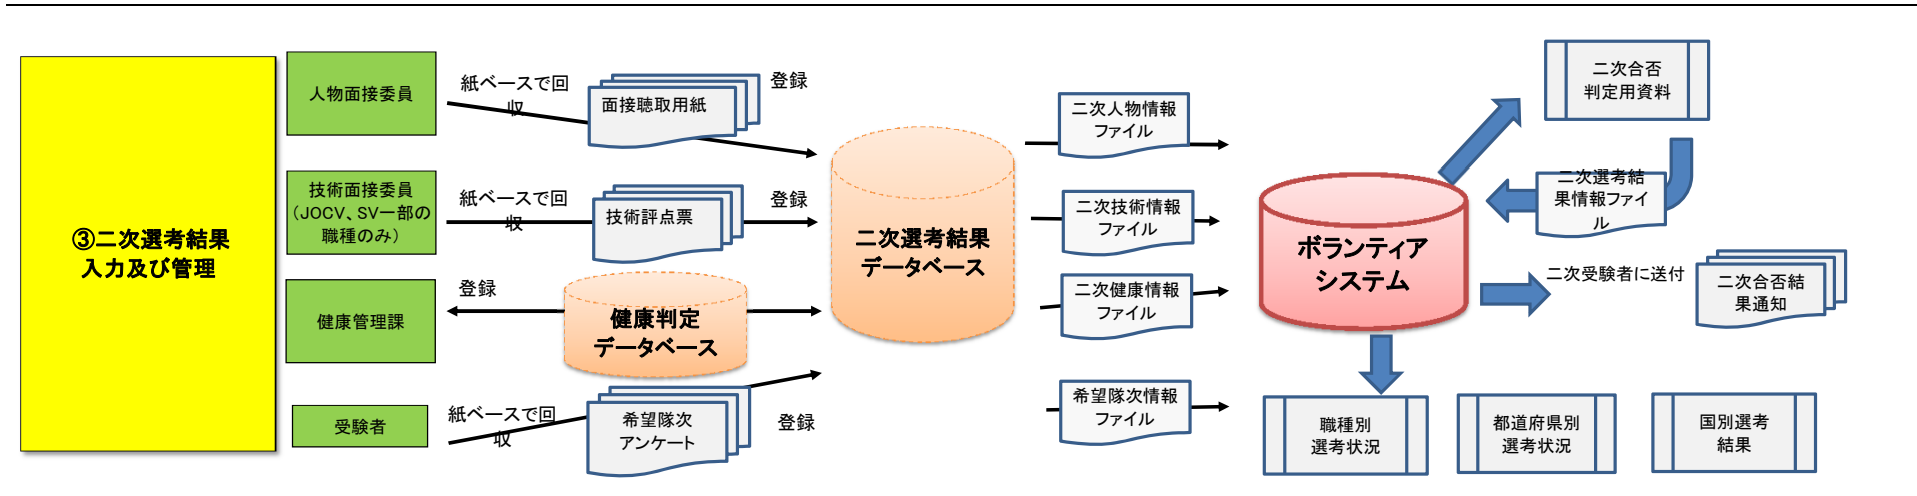 ③二次選考結果
入力及び管理
人物面接委員
紙ベースで回
収
面接聴取用紙
登録
技術面接委員
（JOCV、SV一部の
職種のみ）
紙ベースで回
収
技術評点票
登録
健康管理課
登録
健康判定
データベース
受験者
紙ベースで回
収
希望隊次
アンケート
登録
二次選考結果
データベース
二次人物情報
ファイル
二次技術情報
ファイル
二次健康情報
ファイル
希望隊次情報
ファイル
ボランティア
システム
二次合否
判定用資料
二次選考結
果情報ファイ
ル
二次受験者に送付
二次合否結
果通知
職種別
選考状況
都道府県別
選考状況
国別選考
結果